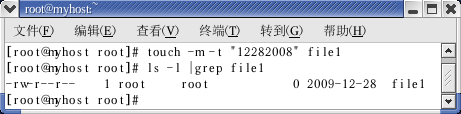 root@myhost:~
文件(F) 编辑(E) 查看(V) 终端(T) 转到(G) 帮助(H)
[root@myhost root]# touch -m -t "12282008" file1
[root@myhost root]# ls -l |grep file1
-rw-r--r-- 1 root root 0 2009-12-28 file1
[root@myhost root]#